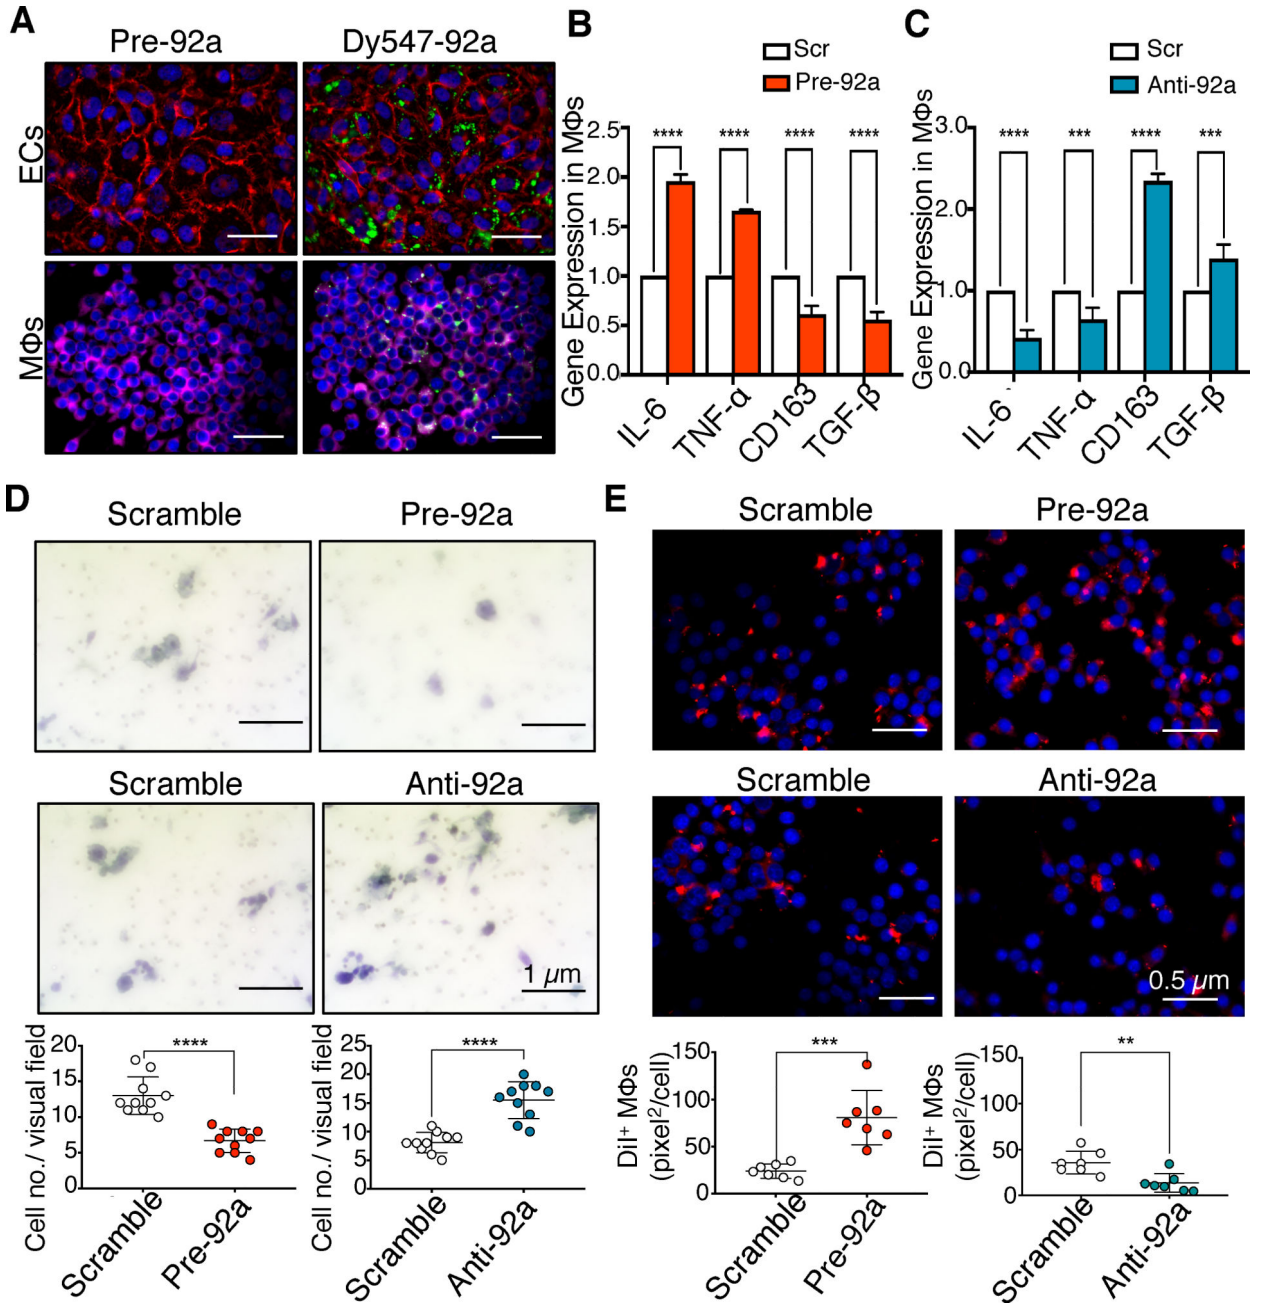 A
Pre-92a
Dy547-92a
ECs
MΦs
B
Scr
Pre-92a
Gene Expression in MΦs
2.5
2.0
1.5
1.0
0.5
0.0
**** **** **** ****
IL-6
TNF-α
CD163
TGF-β
C
Scr
Anti-92a
Gene Expression in MΦs
3.0
2.0
1.0
0.0
**** *** **** ***
IL-6
TNF-α
CD163
TGF-β
D
Scramble
Pre-92a
Scramble
Anti-92a
1 µm
Cell no./ visual field
20
15
10
5
0
****
Scramble
Pre-92a
Cell no./ visual field
25
20
15
10
5
0
****
Scramble
Anti-92a
E
Scramble
Pre-92a
Scramble
Anti-92a
0.5 µm
DiI⁺ MΦs
(pixel²/cell)
150
100
50
0
***
Scramble
Pre-92a
DiI⁺ MΦs
(pixel²/cell)
150
100
50
0
**
Scramble
Anti-92a